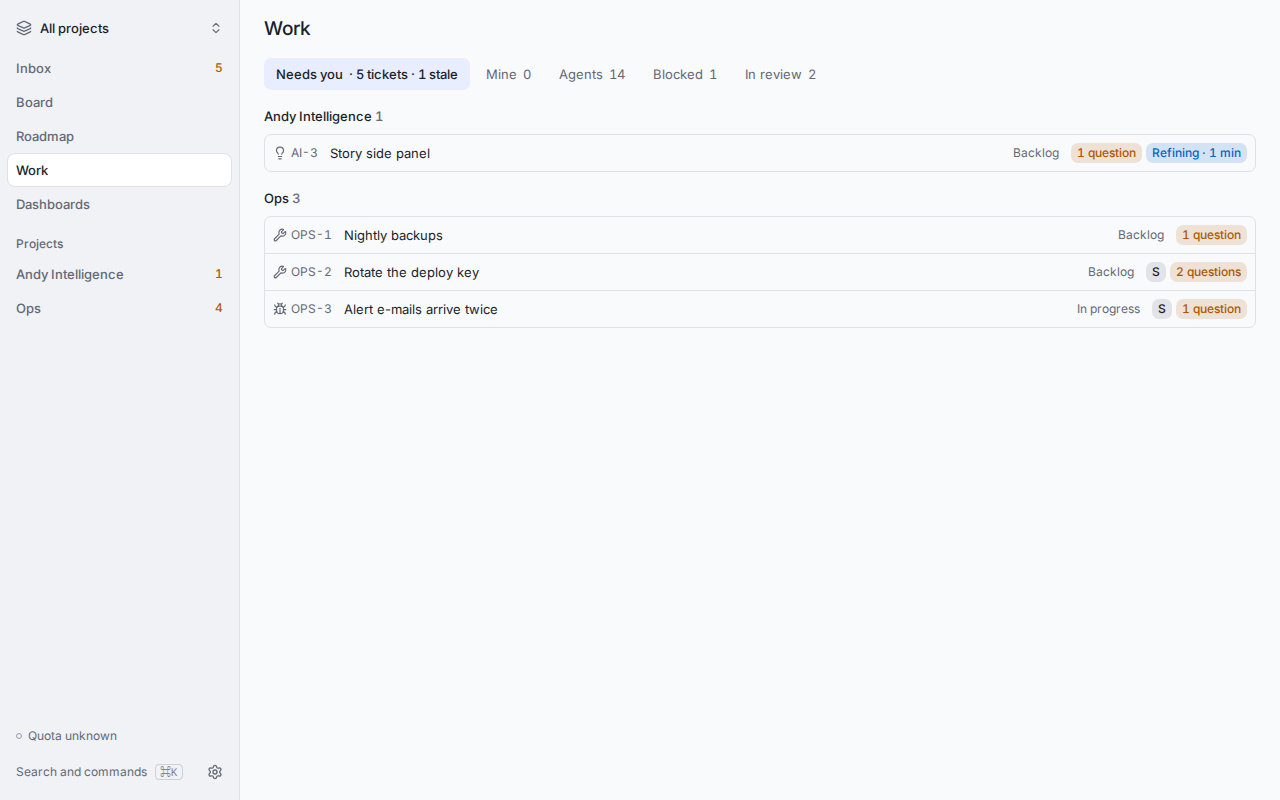 All projects
Inbox 5
Board
Roadmap
Work
Dashboards
Projects
Andy Intelligence 1
Ops 4
Quota unknown
Search and commands ⌘K
Work
Needs you · 5 tickets · 1 stale
Mine 0
Agents 14
Blocked 1
In review 2
Andy Intelligence 1
AI-3 Story side panel Backlog 1 question Refining · 1 min
Ops 3
OPS-1 Nightly backups Backlog 1 question
OPS-2 Rotate the deploy key Backlog S 2 questions
OPS-3 Alert e-mails arrive twice In progress S 1 question